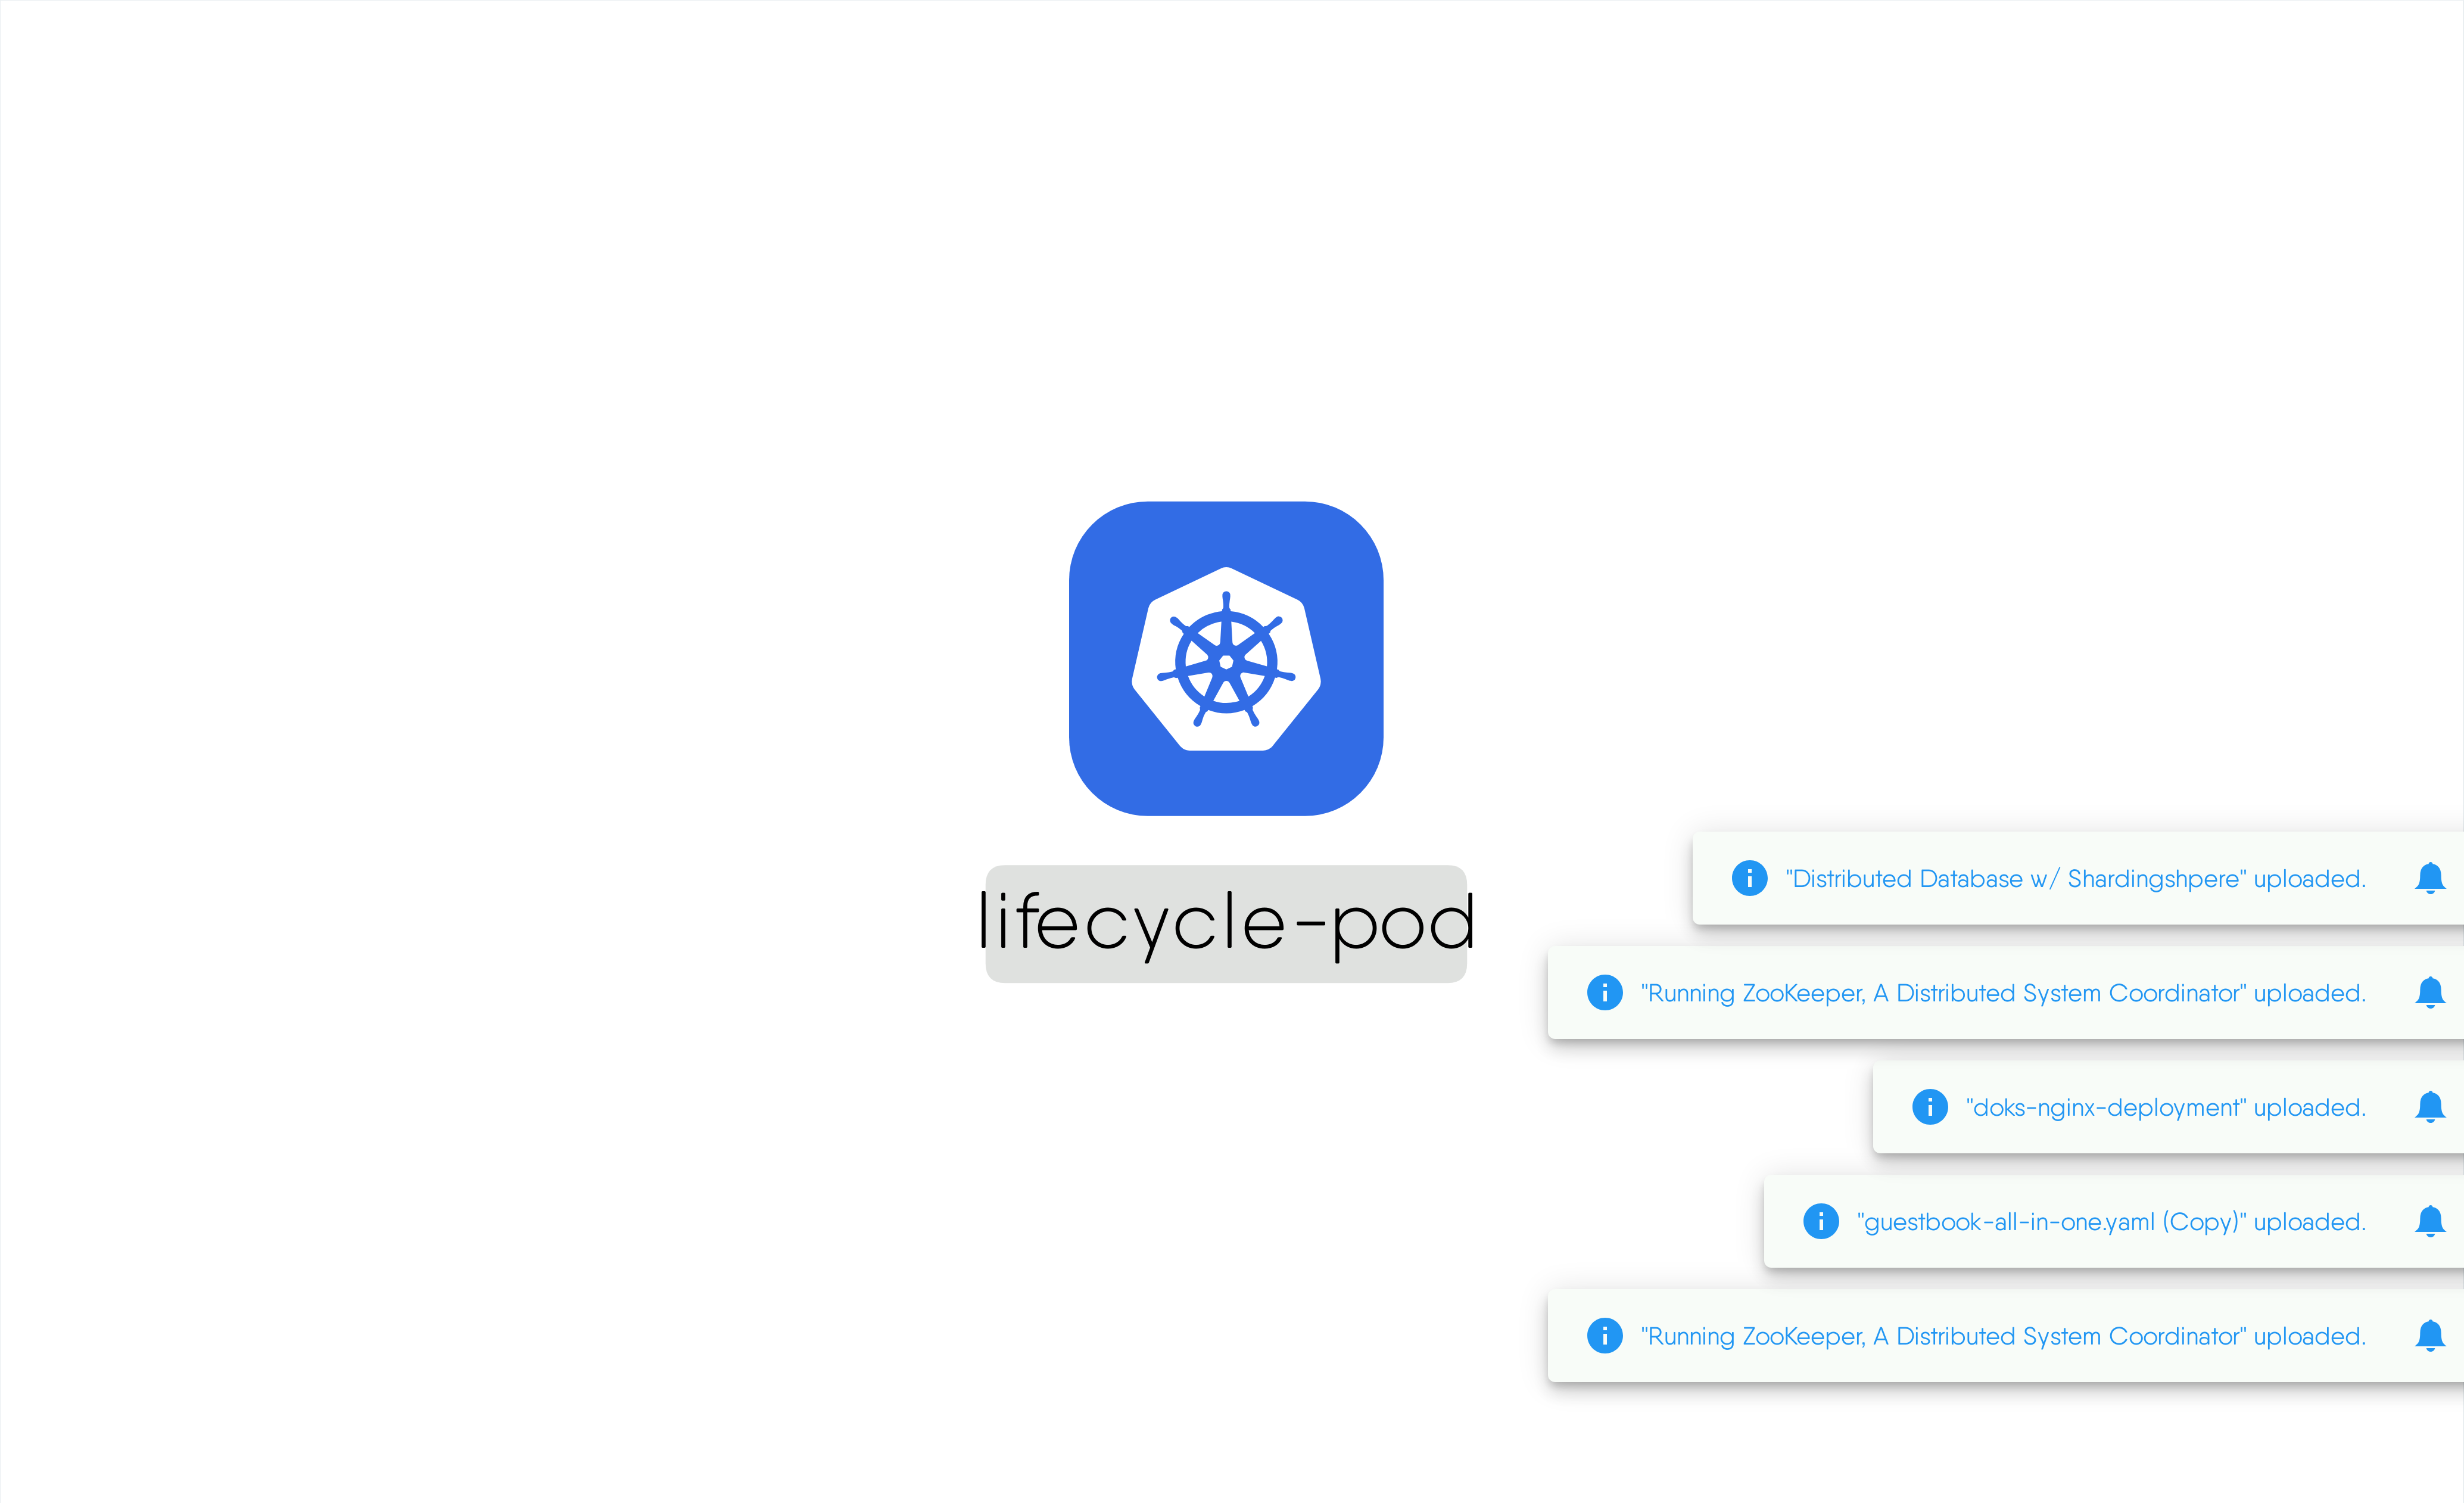 lifecycle-pod
"Distributed Database w/ Shardingshpere" uploaded.
"Running ZooKeeper, A Distributed System Coordinator" uploaded.
"doks-nginx-deployment" uploaded.
"guestbook-all-in-one.yaml (Copy)" uploaded.
"Running ZooKeeper, A Distributed System Coordinator" uploaded.